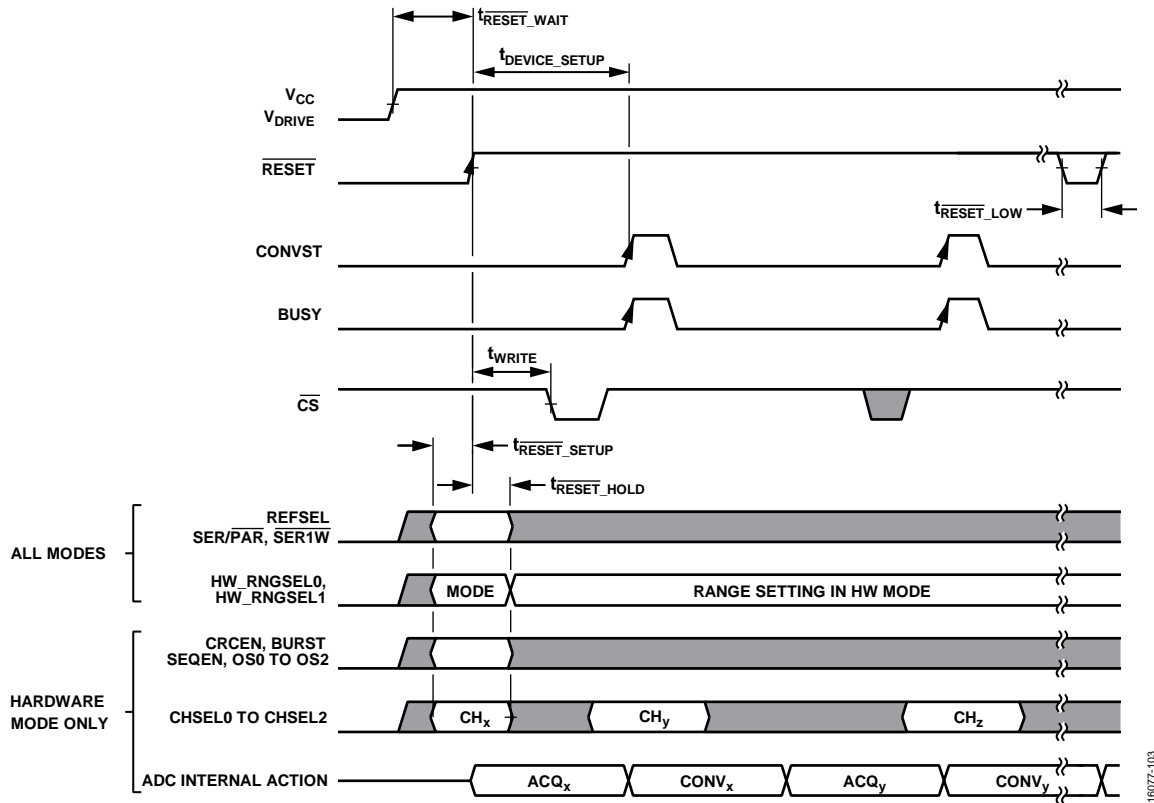 tRESET_WAIT
tDEVICE_SETUP
VCC
VDRIVE
RESET
tRESET_LOW
CONVST
BUSY
tWRITE
CS
tRESET_SETUP
tRESET_HOLD
ALL MODES
REFSEL
SER/PAR, SER1W
HW_RNGSEL0,
HW_RNGSEL1
MODE
RANGE SETTING IN HW MODE
HARDWARE
MODE ONLY
CRCEN, BURST
SEQEN, OS0 TO OS2
CHSEL0 TO CHSEL2
CHx
CHy
CHz
ADC INTERNAL ACTION
ACQx
CONVx
ACQy
CONVy
16077-103